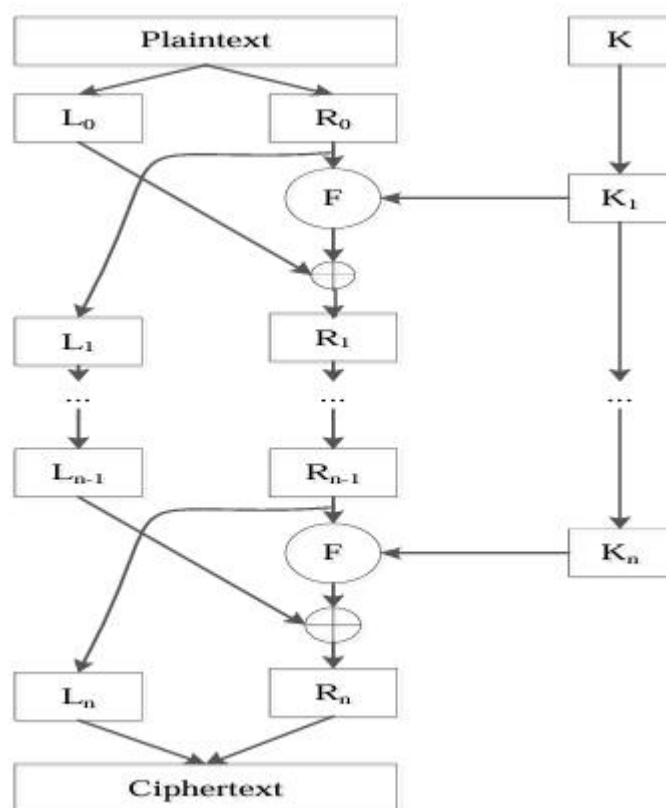 Plaintext
K
L₀
R₀
F
K₁
L₁
R₁
...
...
...
Lₙ₋₁
Rₙ₋₁
F
Kₙ
Lₙ
Rₙ
Ciphertext